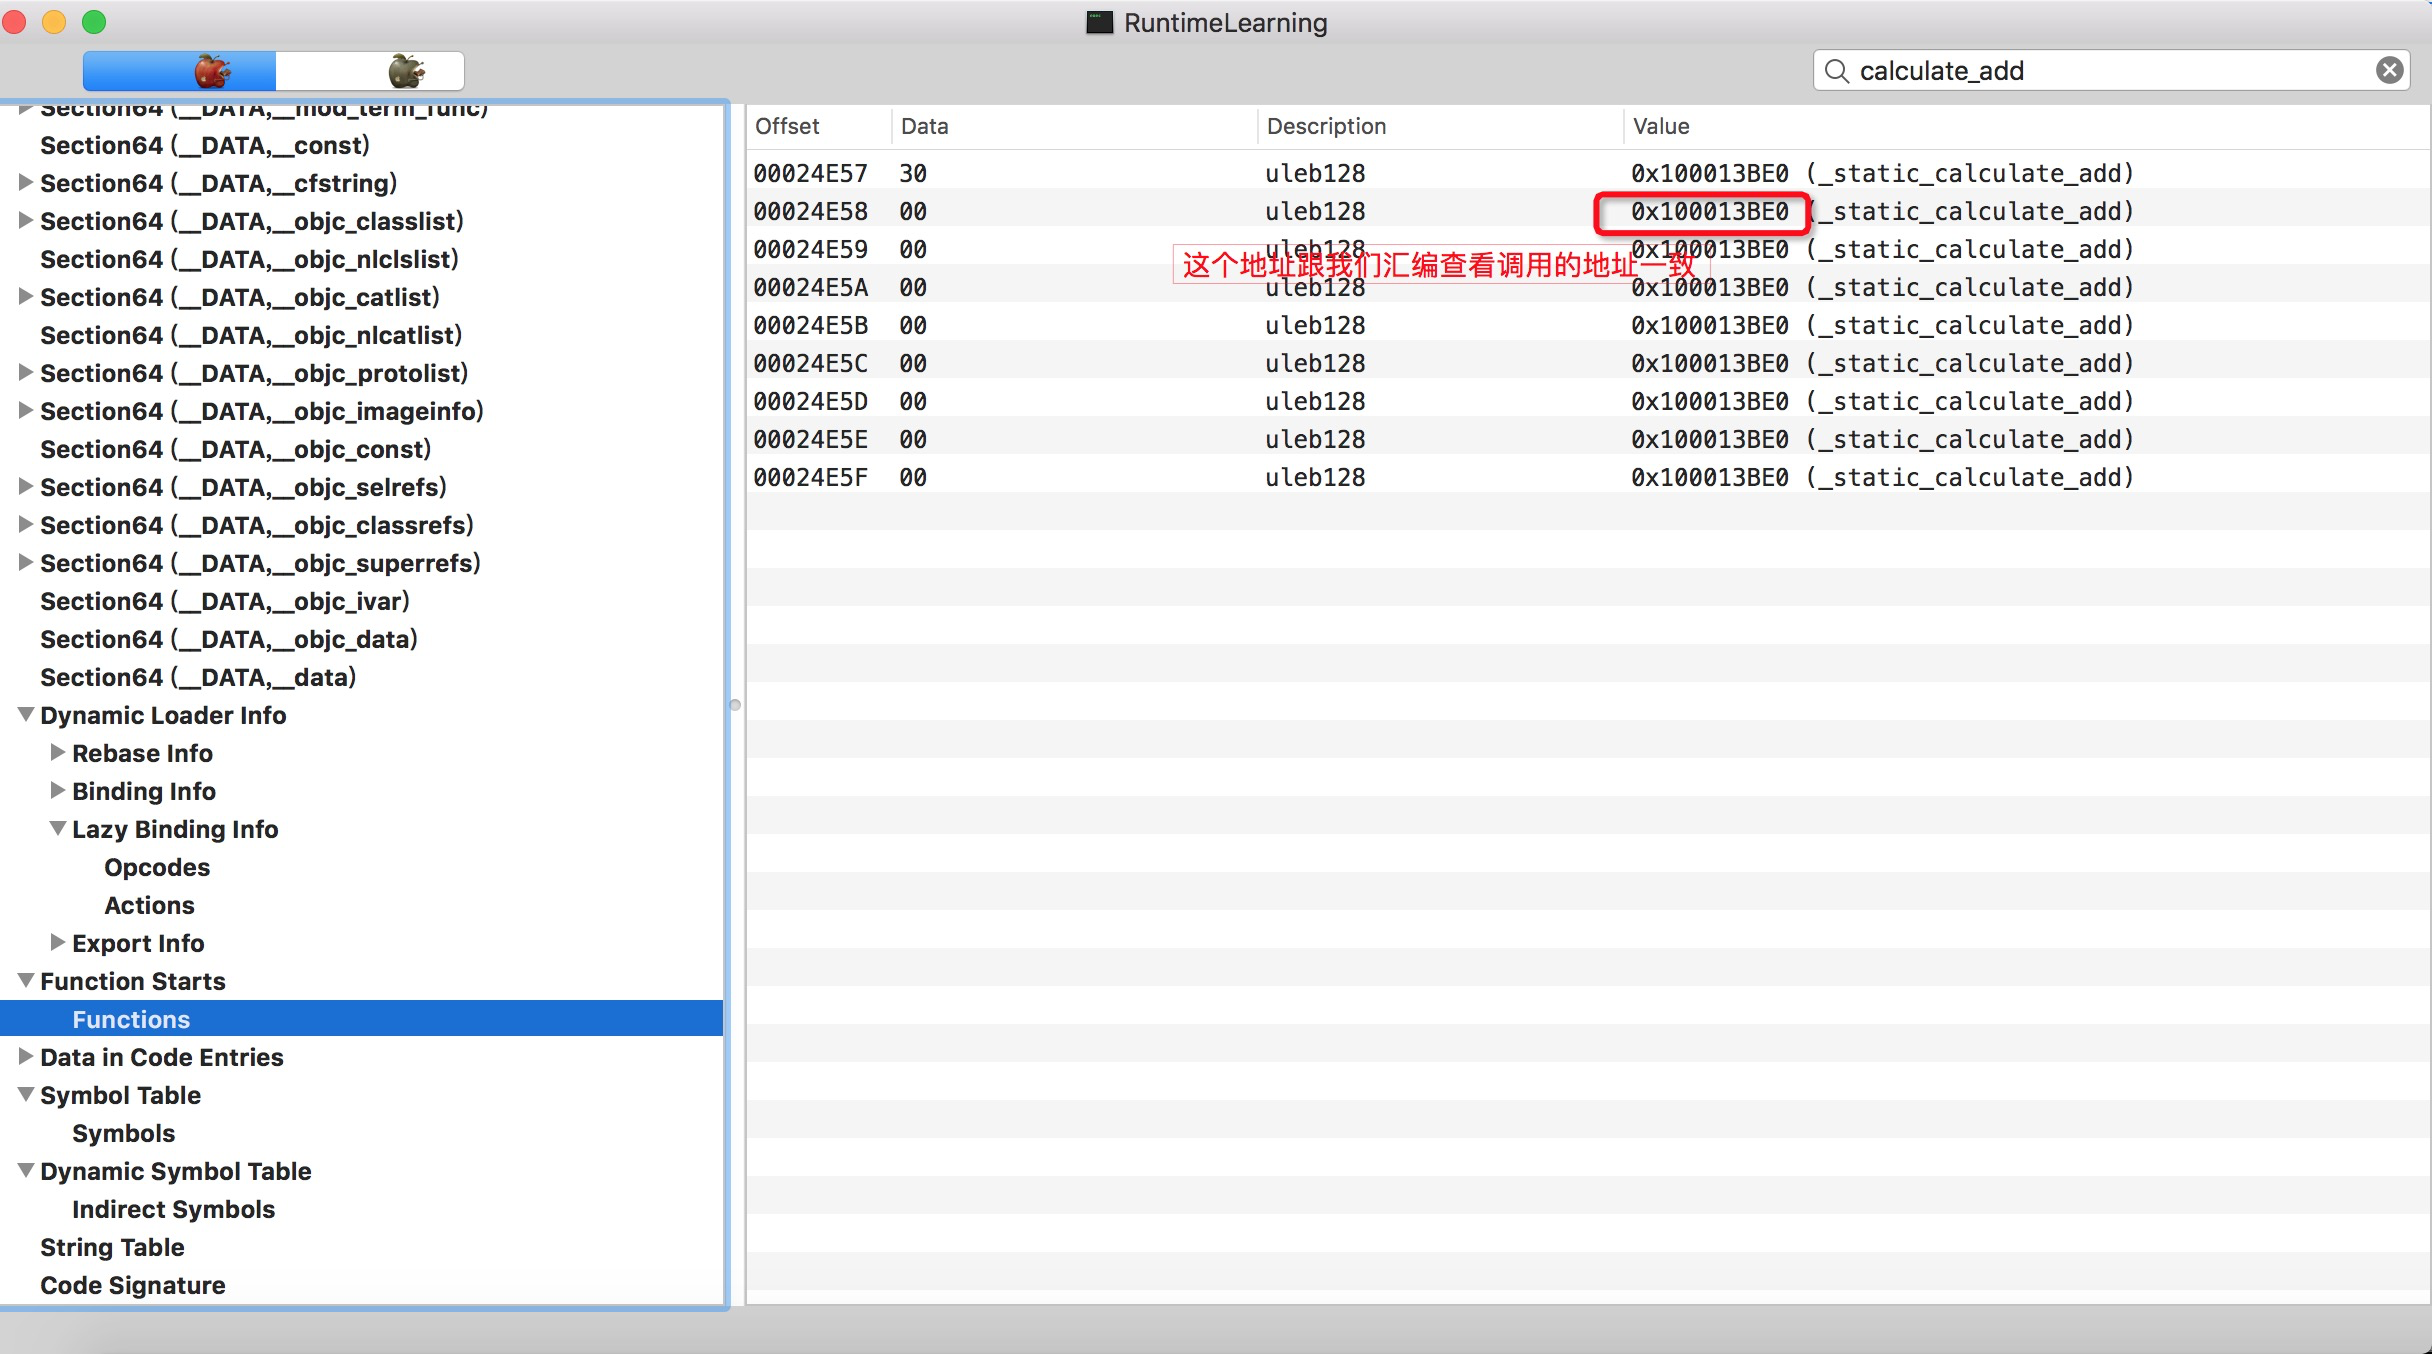 RuntimeLearning
calculate_add
Section64 (__DATA,__mod_term_func)
Section64 (__DATA,__const)
Section64 (__DATA,__cfstring)
Section64 (__DATA,__objc_classlist)
Section64 (__DATA,__objc_nlclslist)
Section64 (__DATA,__objc_catlist)
Section64 (__DATA,__objc_nlcatlist)
Section64 (__DATA,__objc_protolist)
Section64 (__DATA,__objc_imageinfo)
Section64 (__DATA,__objc_const)
Section64 (__DATA,__objc_selrefs)
Section64 (__DATA,__objc_classrefs)
Section64 (__DATA,__objc_superrefs)
Section64 (__DATA,__objc_ivar)
Section64 (__DATA,__objc_data)
Section64 (__DATA,__data)
Dynamic Loader Info
Rebase Info
Binding Info
Lazy Binding Info
Opcodes
Actions
Export Info
Function Starts
Functions
Data in Code Entries
Symbol Table
Symbols
Dynamic Symbol Table
Indirect Symbols
String Table
Code Signature
Offset Data Description Value
00024E57 30 uleb128 0x100013BE0 (_static_calculate_add)
00024E58 00 uleb128 0x100013BE0 (_static_calculate_add)
00024E59 00 uleb128 0x100013BE0 (_static_calculate_add)
这个地址跟我们汇编查看调用的地址一致
00024E5A 00 uleb128 0x100013BE0 (_static_calculate_add)
00024E5B 00 uleb128 0x100013BE0 (_static_calculate_add)
00024E5C 00 uleb128 0x100013BE0 (_static_calculate_add)
00024E5D 00 uleb128 0x100013BE0 (_static_calculate_add)
00024E5E 00 uleb128 0x100013BE0 (_static_calculate_add)
00024E5F 00 uleb128 0x100013BE0 (_static_calculate_add)